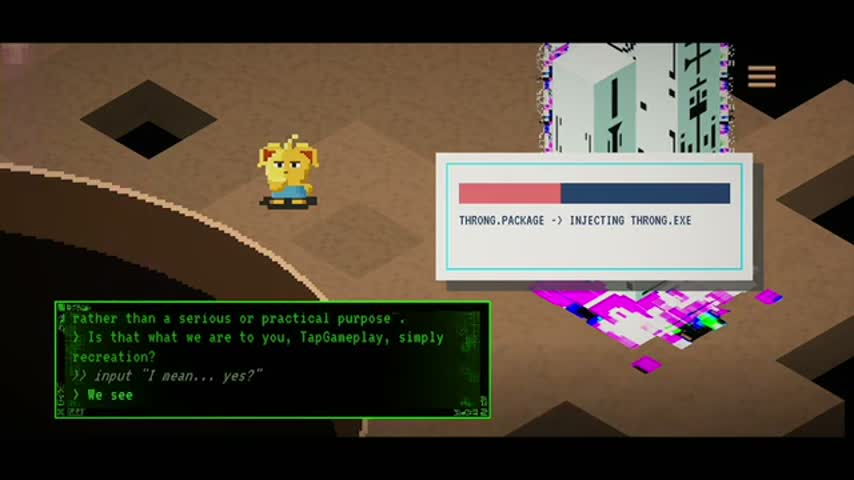 THRONG.PACKAGE -> INJECTING THRONG.EXE
rather than a serious or practical purpose".
> Is that what we are to you, TapGameplay, simply
recreation?
>> input "I mean... yes?"
> We see